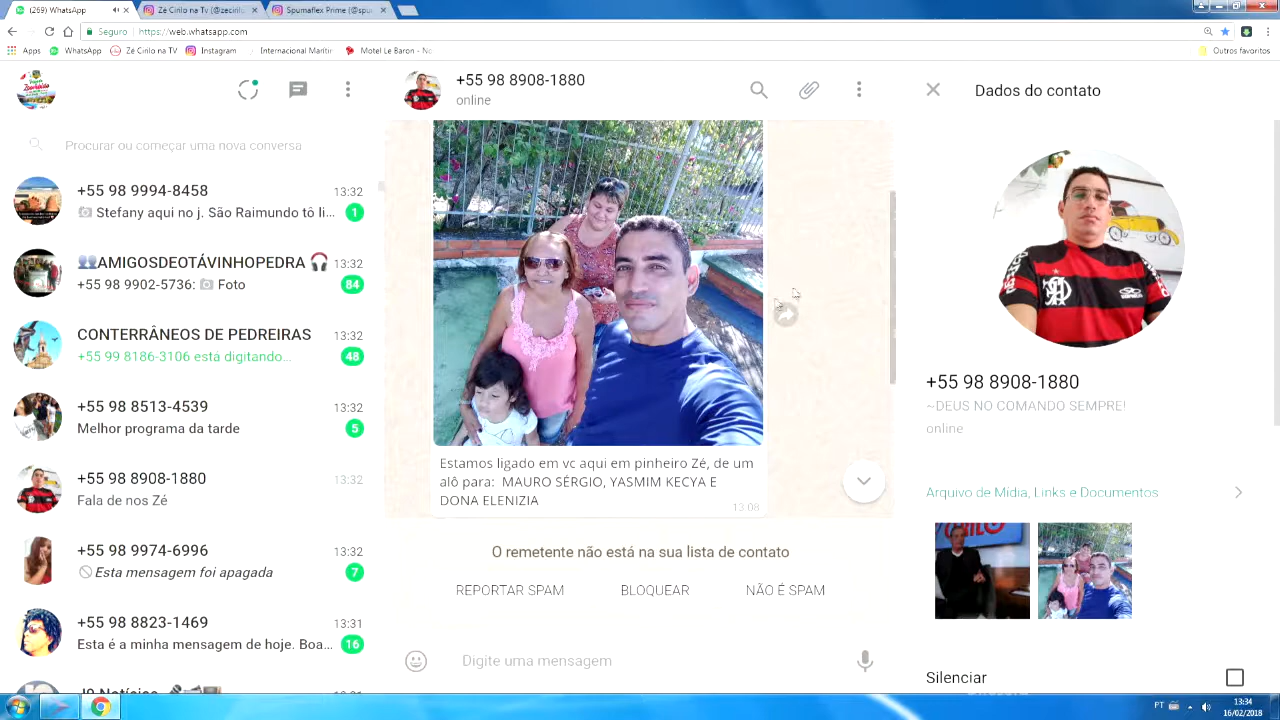 (269) WhatsApp
Zé Cirilo na Tv (@zecirilo
Spumaflex Prime (@spu
Seguro
https://web.whatsapp.com
Apps
WhatsApp
Zé Cirilo na TV
Instagram
Internacional Marítim
Motel Le Baron - No
Outros favoritos
Procurar ou começar uma nova conversa
+55 98 9994-8458
13:32
Stefany aqui no j. São Raimundo tô li...
1
AMIGOSDEOTÁVINHOPEDRA
13:32
+55 98 9902-5736: Foto
84
CONTERRÂNEOS DE PEDREIRAS
13:32
+55 99 8186-3106 está digitando...
48
+55 98 8513-4539
13:32
Melhor programa da tarde
5
+55 98 8908-1880
13:32
Fala de nos Zé
+55 98 9974-6996
13:32
Esta mensagem foi apagada
7
+55 98 8823-1469
13:31
Esta é a minha mensagem de hoje. Boa...
16
+55 98 8908-1880
online
Estamos ligado em vc aqui em pinheiro Zé, de um
alô para: MAURO SÉRGIO, YASMIM KECYA E
DONA ELENIZIA
13:08
O remetente não está na sua lista de contato
REPORTAR SPAM
BLOQUEAR
NÃO É SPAM
Digite uma mensagem
Dados do contato
+55 98 8908-1880
~DEUS NO COMANDO SEMPRE!
online
Arquivo de Mídia, Links e Documentos
Silenciar
PT
13:34
16/02/2018